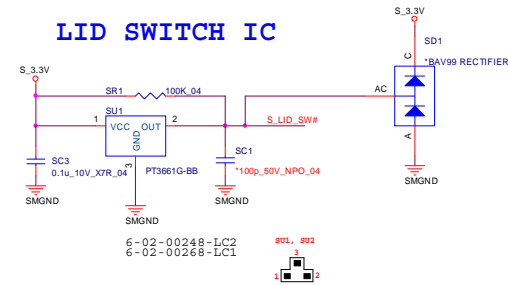 LID SWITCH IC
S_3.3V
SD1
C
*BAV99 RECTIFIER
AC
A
SMGND
S_3.3V
SR1
100K_04
SU1
1
VCC OUT
2
S_LID_SW#
GND
3
SC3
0.1u_10V_X7R_04
PT3661G-BB
SC1
*100p_50V_NPO_04
SMGND
SMGND
SMGND
6-02-00248-LC2
6-02-00268-LC1
SU1, SU2
3
1
2